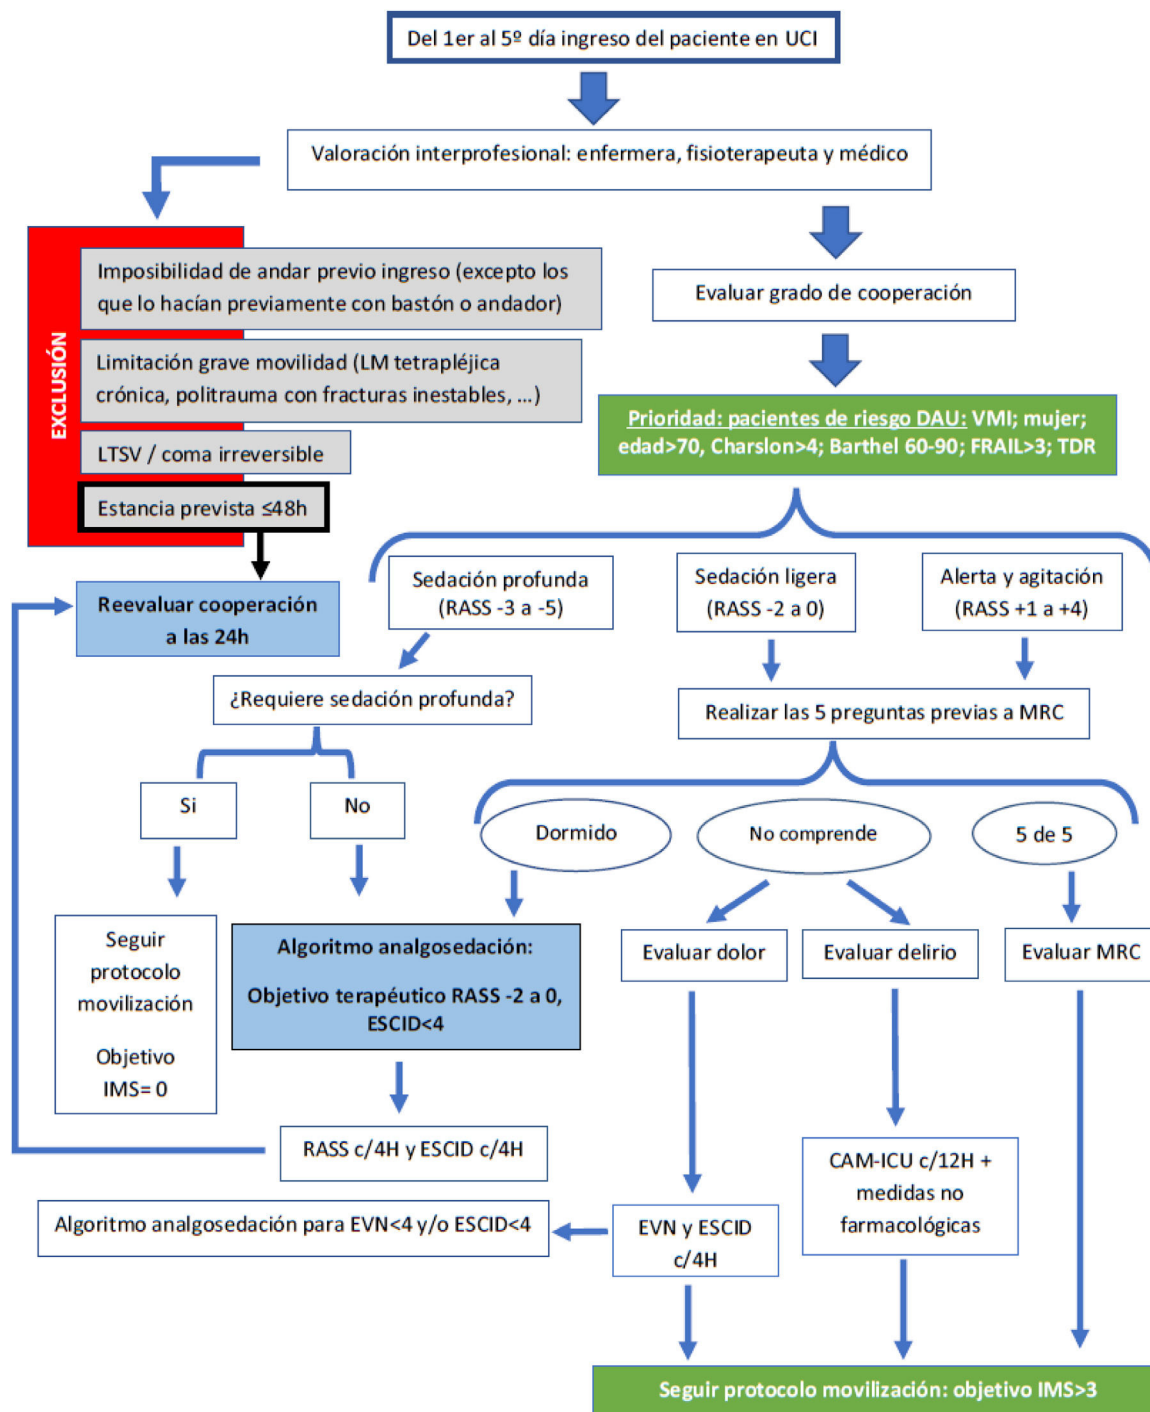 Del 1er al 5º día ingreso del paciente en UCI
Valoración interprofesional: enfermera, fisioterapeuta y médico
EXCLUSIÓN
Imposibilidad de andar previo ingreso (excepto los
que lo hacían previamente con bastón o andador)
Limitación grave movilidad (LM tetrapléjica
crónica, politrauma con fracturas inestables, ...)
LTSV / coma irreversible
Estancia prevista ≤48h
Evaluar grado de cooperación
Prioridad: pacientes de riesgo DAU: VMI; mujer;
edad>70, Charslon>4; Barthel 60-90; FRAIL>3; TDR
Reevaluar cooperación
a las 24h
Sedación profunda
(RASS -3 a -5)
Sedación ligera
(RASS -2 a 0)
Alerta y agitación
(RASS +1 a +4)
¿Requiere sedación profunda?
Realizar las 5 preguntas previas a MRC
Si
No
Dormido
No comprende
5 de 5
Seguir
protocolo
movilización
Objetivo
IMS= 0
Algoritmo analgosedación:
Objetivo terapéutico RASS -2 a 0,
ESCID<4
Evaluar dolor
Evaluar delirio
Evaluar MRC
RASS c/4H y ESCID c/4H
CAM-ICU c/12H +
medidas no
farmacológicas
Algoritmo analgosedación para EVN<4 y/o ESCID<4
EVN y ESCID
c/4H
Seguir protocolo movilización: objetivo IMS>3